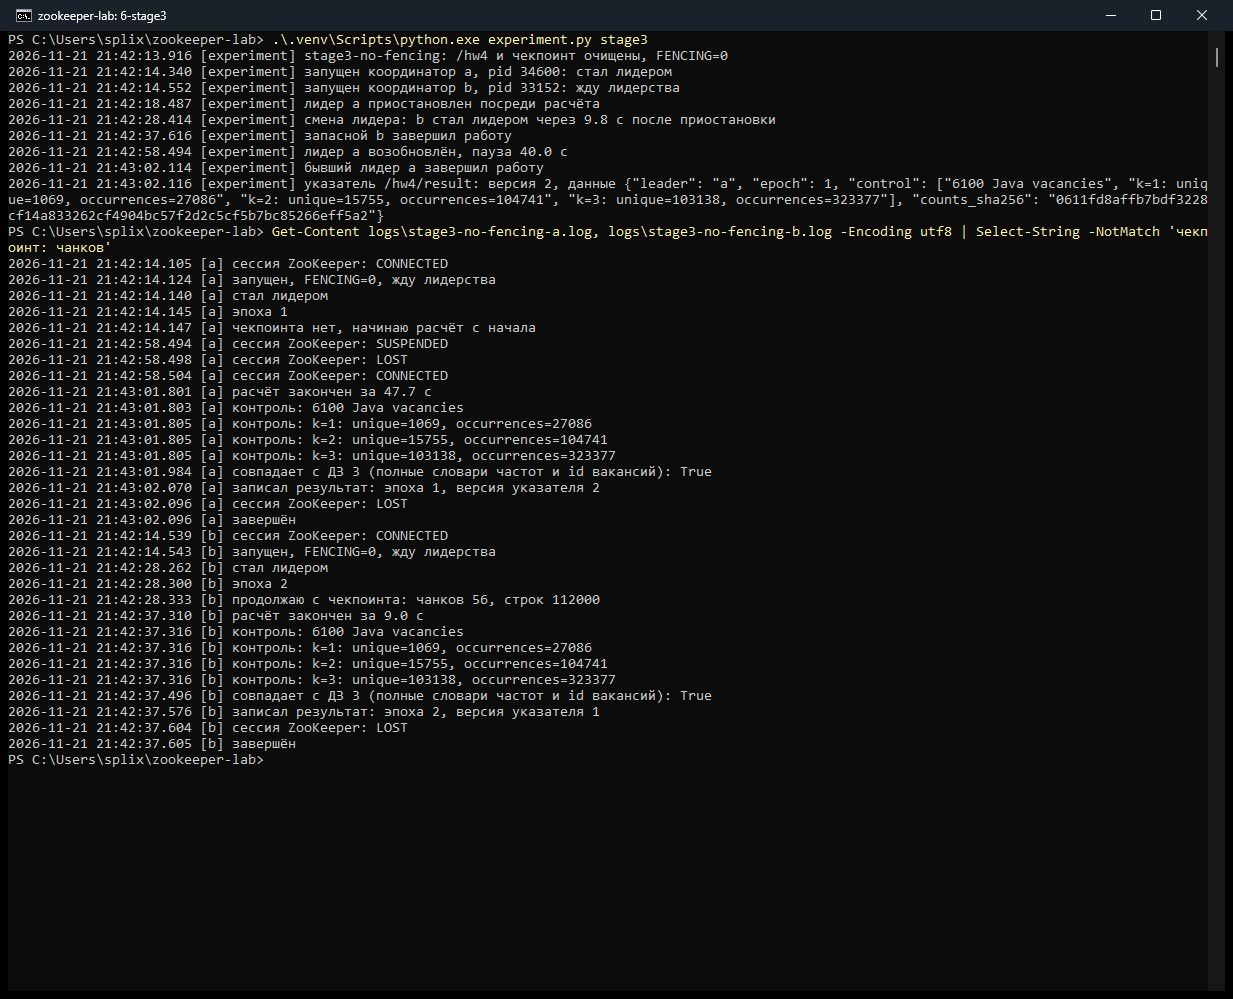 zookeeper-lab: 6-stage3
PS C:\Users\splix\zookeeper-lab> .\.venv\Scripts\python.exe experiment.py stage3
2026-11-21 21:42:13.916 [experiment] stage3-no-fencing: /hw4 и чекпоинт очищены, FENCING=0
2026-11-21 21:42:14.340 [experiment] запущен координатор a, pid 34600: стал лидером
2026-11-21 21:42:14.552 [experiment] запущен координатор b, pid 33152: жду лидерства
2026-11-21 21:42:18.487 [experiment] лидер a приостановлен посреди расчёта
2026-11-21 21:42:28.414 [experiment] смена лидера: b стал лидером через 9.8 с после приостановки
2026-11-21 21:42:37.616 [experiment] запасной b завершил работу
2026-11-21 21:42:58.494 [experiment] лидер a возобновлён, пауза 40.0 с
2026-11-21 21:43:02.114 [experiment] бывший лидер a завершил работу
2026-11-21 21:43:02.116 [experiment] указатель /hw4/result: версия 2, данные {"leader": "a", "epoch": 1, "control": ["6100 Java vacancies", "k=1: uniq
ue=1069, occurrences=27086", "k=2: unique=15755, occurrences=104741", "k=3: unique=103138, occurrences=323377"], "counts_sha256": "0611fd8affb7bdf3228
cf14a833262cf4904bc57f2d2c5cf5b7bc85266eff5a2"}
PS C:\Users\splix\zookeeper-lab> Get-Content logs\stage3-no-fencing-a.log, logs\stage3-no-fencing-b.log -Encoding utf8 | Select-String -NotMatch 'чекп
оинт: чанков'
2026-11-21 21:42:14.105 [a] сессия ZooKeeper: CONNECTED
2026-11-21 21:42:14.124 [a] запущен, FENCING=0, жду лидерства
2026-11-21 21:42:14.140 [a] стал лидером
2026-11-21 21:42:14.145 [a] эпоха 1
2026-11-21 21:42:14.147 [a] чекпоинта нет, начинаю расчёт с начала
2026-11-21 21:42:58.494 [a] сессия ZooKeeper: SUSPENDED
2026-11-21 21:42:58.498 [a] сессия ZooKeeper: LOST
2026-11-21 21:42:58.504 [a] сессия ZooKeeper: CONNECTED
2026-11-21 21:43:01.801 [a] расчёт закончен за 47.7 с
2026-11-21 21:43:01.803 [a] контроль: 6100 Java vacancies
2026-11-21 21:43:01.805 [a] контроль: k=1: unique=1069, occurrences=27086
2026-11-21 21:43:01.805 [a] контроль: k=2: unique=15755, occurrences=104741
2026-11-21 21:43:01.805 [a] контроль: k=3: unique=103138, occurrences=323377
2026-11-21 21:43:01.984 [a] совпадает с ДЗ 3 (полные словари частот и id вакансий): True
2026-11-21 21:43:02.070 [a] записал результат: эпоха 1, версия указателя 2
2026-11-21 21:43:02.096 [a] сессия ZooKeeper: LOST
2026-11-21 21:43:02.096 [a] завершён
2026-11-21 21:42:14.539 [b] сессия ZooKeeper: CONNECTED
2026-11-21 21:42:14.543 [b] запущен, FENCING=0, жду лидерства
2026-11-21 21:42:28.262 [b] стал лидером
2026-11-21 21:42:28.300 [b] эпоха 2
2026-11-21 21:42:28.333 [b] продолжаю с чекпоинта: чанков 56, строк 112000
2026-11-21 21:42:37.310 [b] расчёт закончен за 9.0 с
2026-11-21 21:42:37.316 [b] контроль: 6100 Java vacancies
2026-11-21 21:42:37.316 [b] контроль: k=1: unique=1069, occurrences=27086
2026-11-21 21:42:37.316 [b] контроль: k=2: unique=15755, occurrences=104741
2026-11-21 21:42:37.316 [b] контроль: k=3: unique=103138, occurrences=323377
2026-11-21 21:42:37.496 [b] совпадает с ДЗ 3 (полные словари частот и id вакансий): True
2026-11-21 21:42:37.576 [b] записал результат: эпоха 2, версия указателя 1
2026-11-21 21:42:37.604 [b] сессия ZooKeeper: LOST
2026-11-21 21:42:37.605 [b] завершён
PS C:\Users\splix\zookeeper-lab>